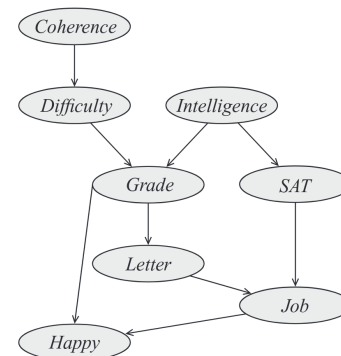 Coherence
Difficulty Intelligence
Grade SAT
Letter
Job
Happy